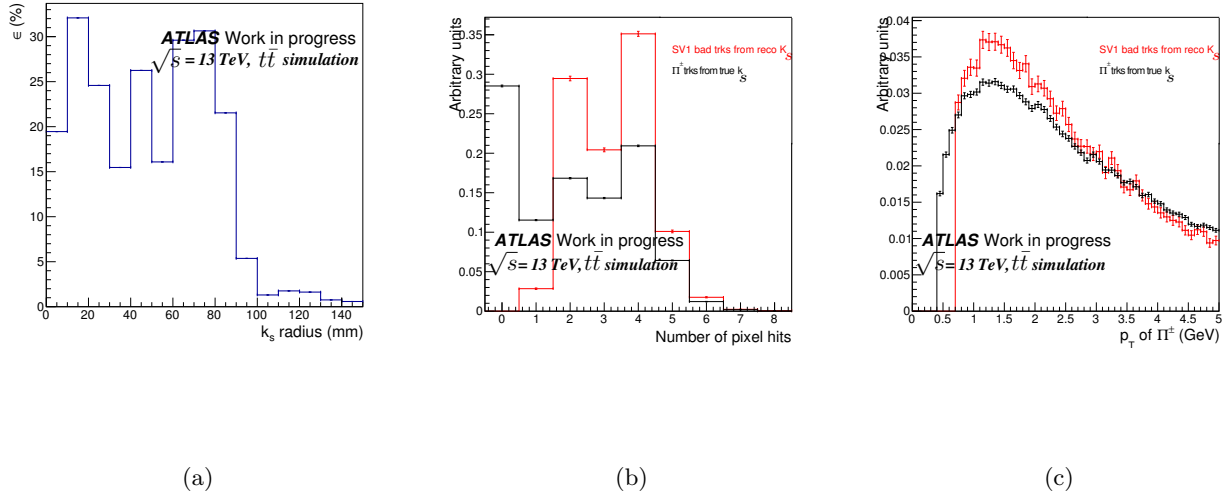 ϵ (%)
30
25
20
15
10
5
0
0 20 40 60 80 100 120 140
k_s radius (mm)
ATLAS Work in progress
√s = 13 TeV, tt̄ simulation
(a)
Arbitrary units
0.35
0.3
0.25
0.2
0.15
0.1
0.05
0
0 1 2 3 4 5 6 7 8
Number of pixel hits
SV1 bad trks from reco K_s
Π± trks from true k_s
ATLAS Work in progress
√s = 13 TeV, tt̄ simulation
(b)
Arbitrary units
0.04
0.035
0.03
0.025
0.02
0.015
0.01
0.005
0
0 0.5 1 1.5 2 2.5 3 3.5 4 4.5 5
p_T of Π± (GeV)
SV1 bad trks from reco K_s
Π± trks from true k_s
ATLAS Work in progress
√s = 13 TeV, tt̄ simulation
(c)